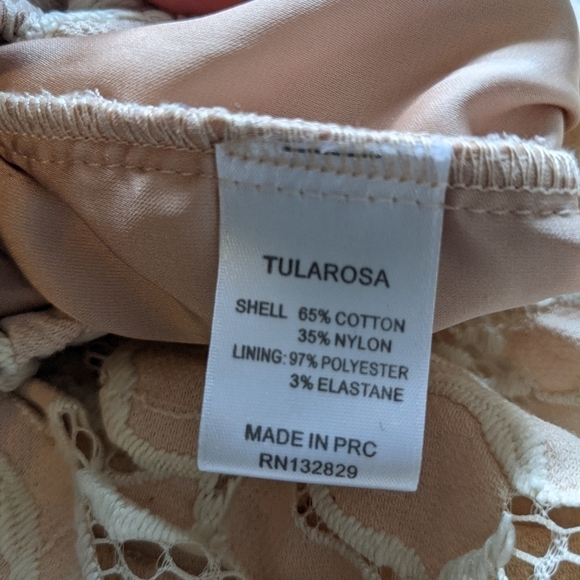 TULAROSA
SHELL 65% COTTON
35% NYLON
LINING: 97% POLYESTER
3% ELASTANE
MADE IN PRC
RN132829